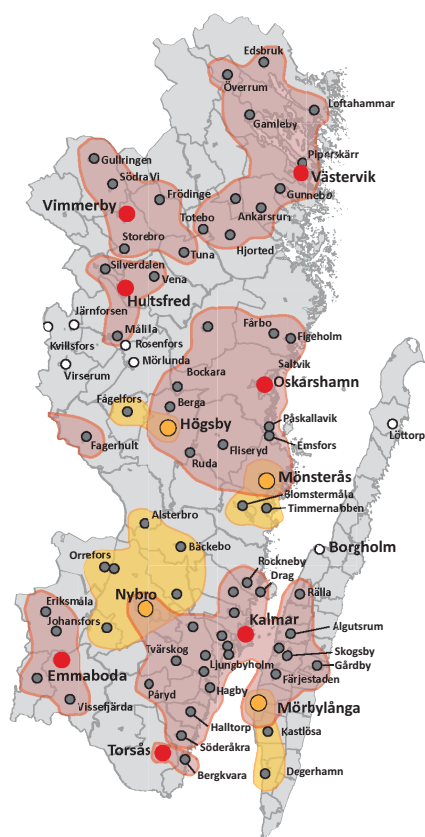 Edsbruk
Överrum
Loftahammar
Gamleby
Piperskärr
Gullringen
Västervik
Södra Vi
Gunnebo
Frödinge
Vimmerby
Totebo
Ankarsrum
Storebro
Hjorted
Tuna
Silverdalen
Vena
Hultsfred
Järnforsen
Målilla
Fårbo
Figeholm
Kvillsfors
Rosenfors
Mörlunda
Virserum
Saltvik
Bockara
Oskarshamn
Fågelfors
Berga
Högsby
Påskallavik
Löttorp
Fagerhult
Fliseryd
Emsfors
Ruda
Mönsterås
Blomstermåla
Timmernabben
Alsterbro
Bäckebo
Borgholm
Orrefors
Rockneby
Drag
Nybro
Rälla
Eriksmåla
Johansfors
Kalmar
Algutsrum
Tvärskog
Skogsby
Ljungbyholm
Gårdby
Emmaboda
Färjestaden
Påryd
Hagby
Vissefjärda
Mörbylånga
Halltorp
Kastlösa
Torsås
Söderåkra
Bergkvara
Degerhamn